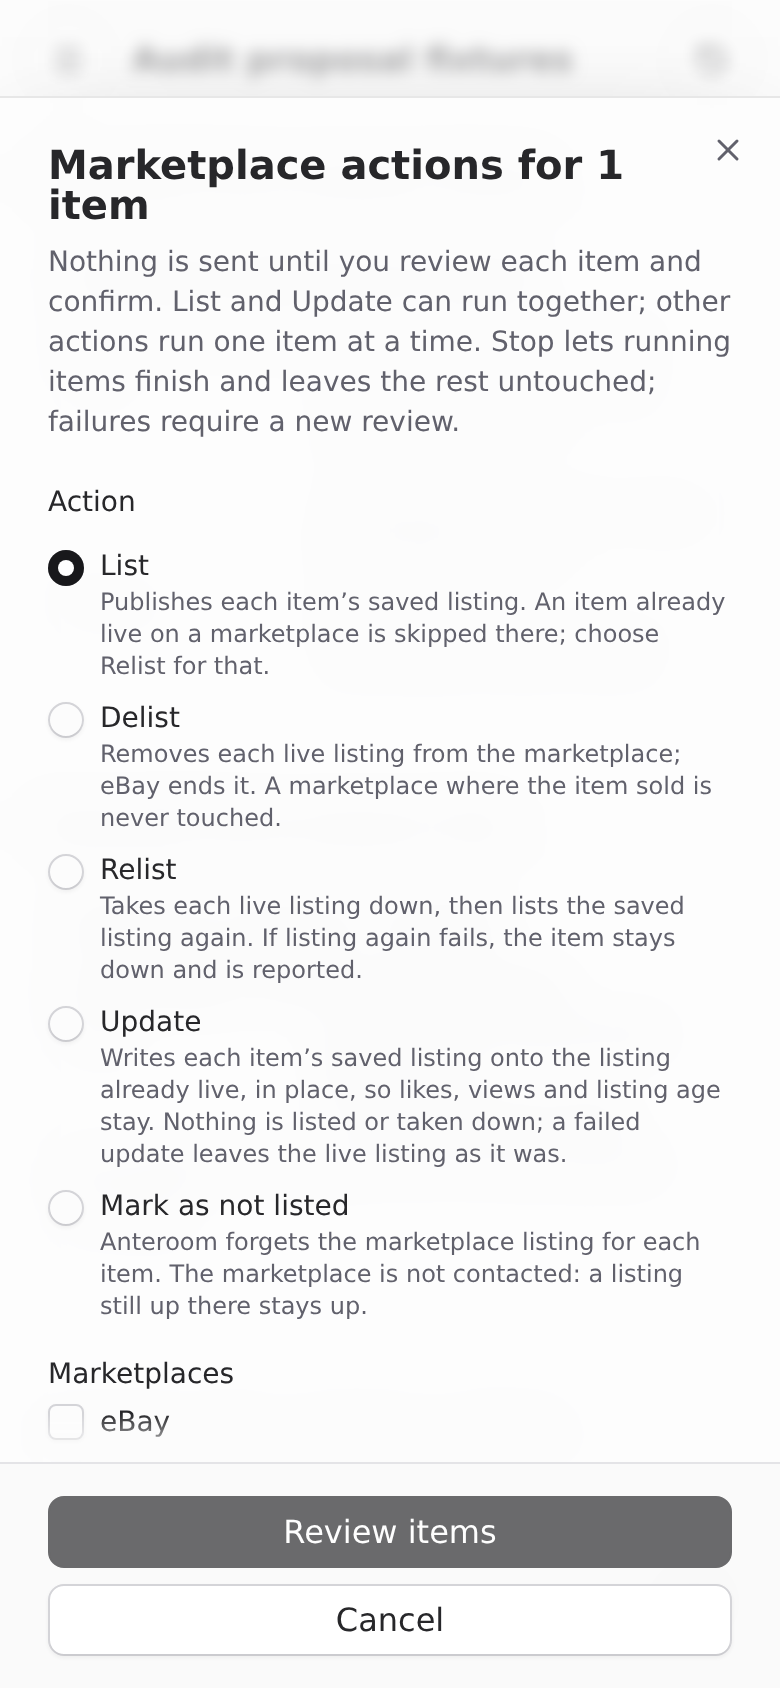 Audit proposal fixtures
Marketplace actions for 1
item
Nothing is sent until you review each item and
confirm. List and Update can run together; other
actions run one item at a time. Stop lets running
items finish and leaves the rest untouched;
failures require a new review.
Action
List
Publishes each item’s saved listing. An item already
live on a marketplace is skipped there; choose
Relist for that.
Delist
Removes each live listing from the marketplace;
eBay ends it. A marketplace where the item sold is
never touched.
Relist
Takes each live listing down, then lists the saved
listing again. If listing again fails, the item stays
down and is reported.
Update
Writes each item’s saved listing onto the listing
already live, in place, so likes, views and listing age
stay. Nothing is listed or taken down; a failed
update leaves the live listing as it was.
Mark as not listed
Anteroom forgets the marketplace listing for each
item. The marketplace is not contacted: a listing
still up there stays up.
Marketplaces
eBay
Review items
Cancel